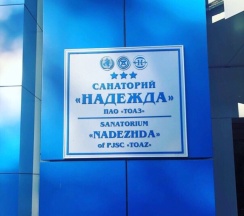 САНАТОРИЙ
«НАДЕЖДА»
ПАО «ТОАЗ»
SANATORIUM
«NADEZHDA»
of PJSC «TOAZ»